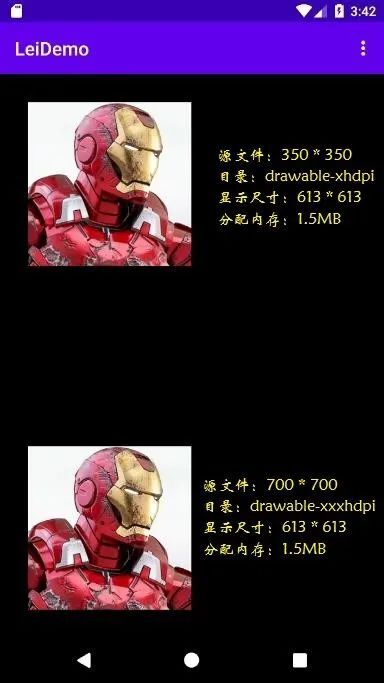 3:42
LeiDemo
源文件：350 * 350
目录：drawable-xhdpi
显示尺寸：613 * 613
分配内存：1.5MB
源文件：700 * 700
目录：drawable-xxxhdpi
显示尺寸：613 * 613
分配内存：1.5MB